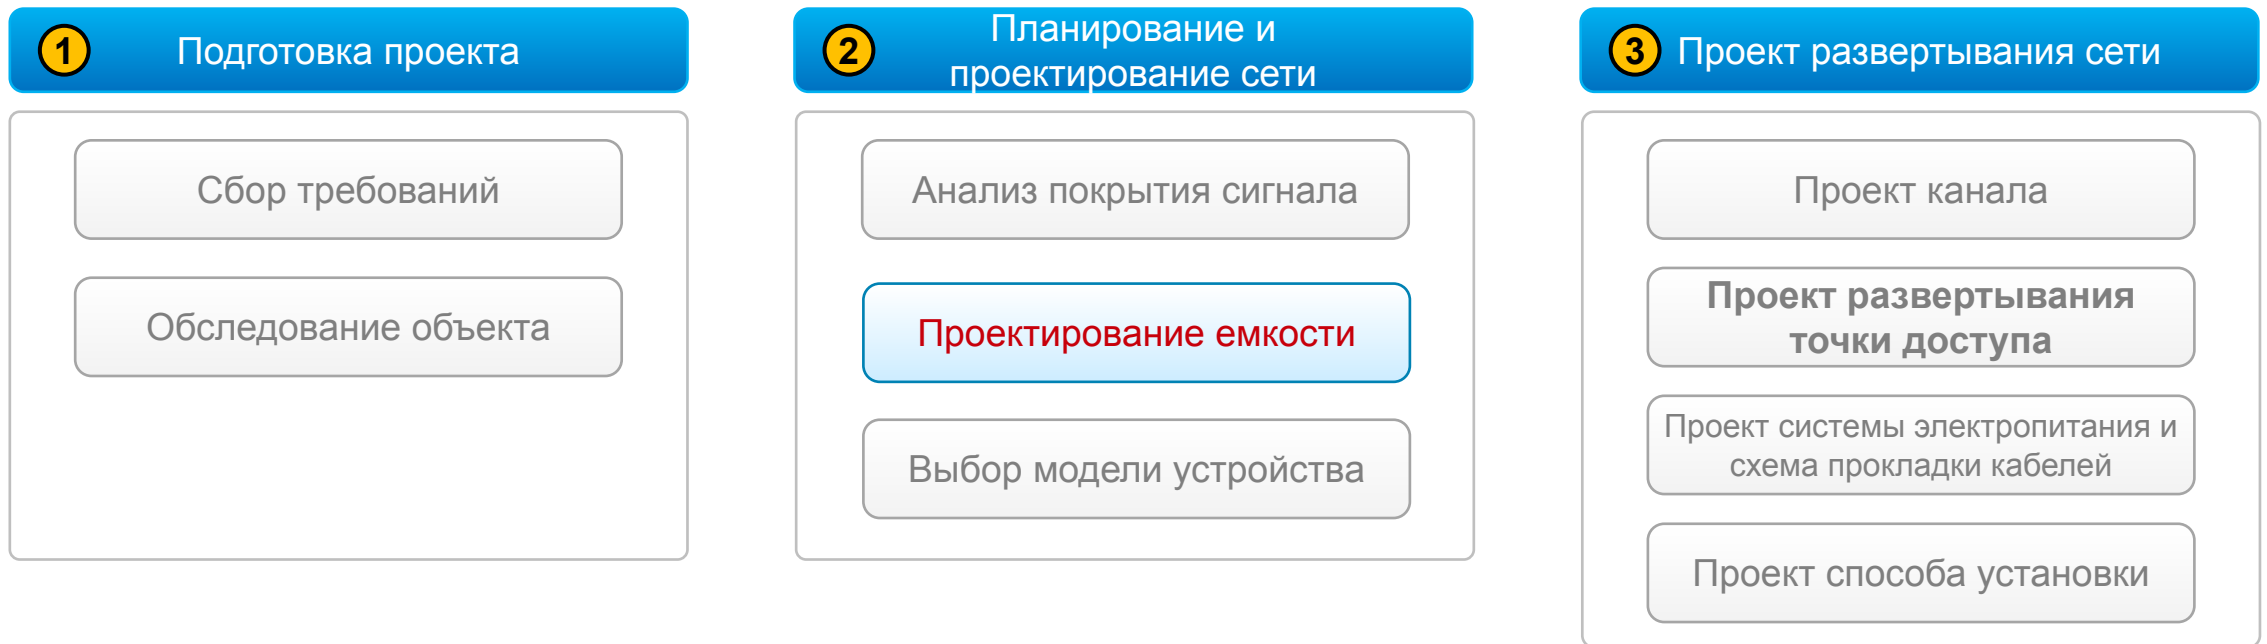 1 Подготовка проекта
Сбор требований
Обследование объекта
2 Планирование и
проектирование сети
Анализ покрытия сигнала
Проектирование емкости
Выбор модели устройства
3 Проект развертывания сети
Проект канала
Проект развертывания
точки доступа
Проект системы электропитания и
схема прокладки кабелей
Проект способа установки